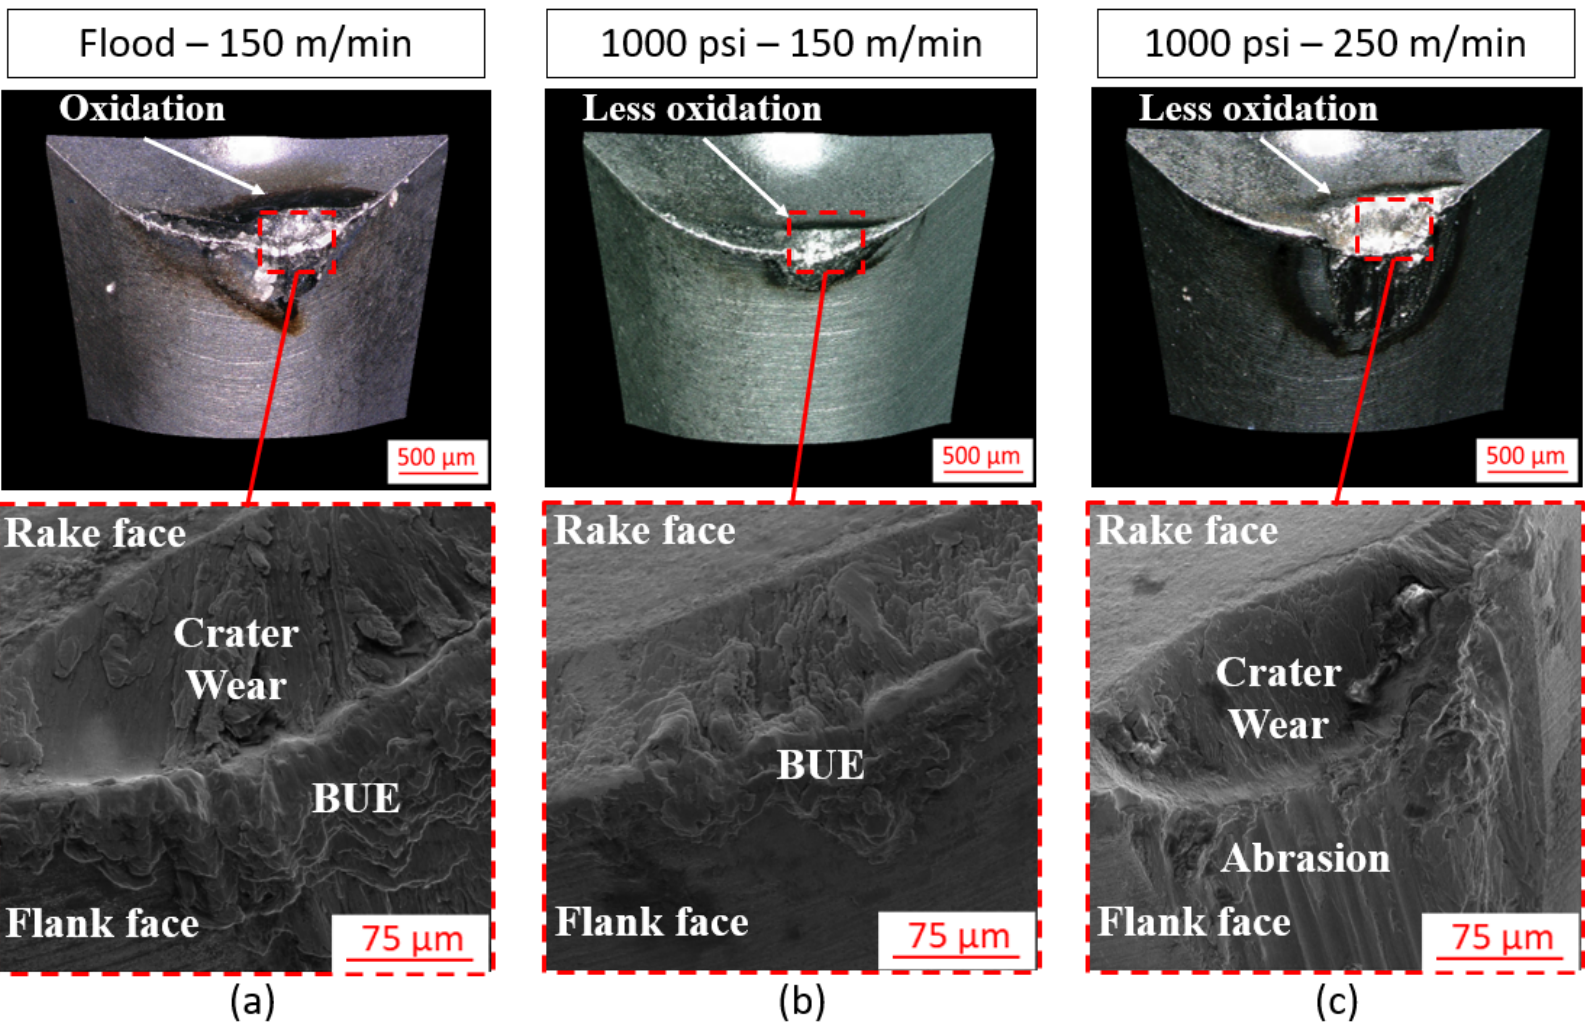 Flood – 150 m/min
1000 psi – 150 m/min
1000 psi – 250 m/min
Oxidation
Less oxidation
Less oxidation
500 µm
500 µm
500 µm
Rake face
Crater
Wear
BUE
Flank face
75 µm
Rake face
BUE
Flank face
75 µm
Rake face
Crater
Wear
Abrasion
Flank face
75 µm
(a)
(b)
(c)